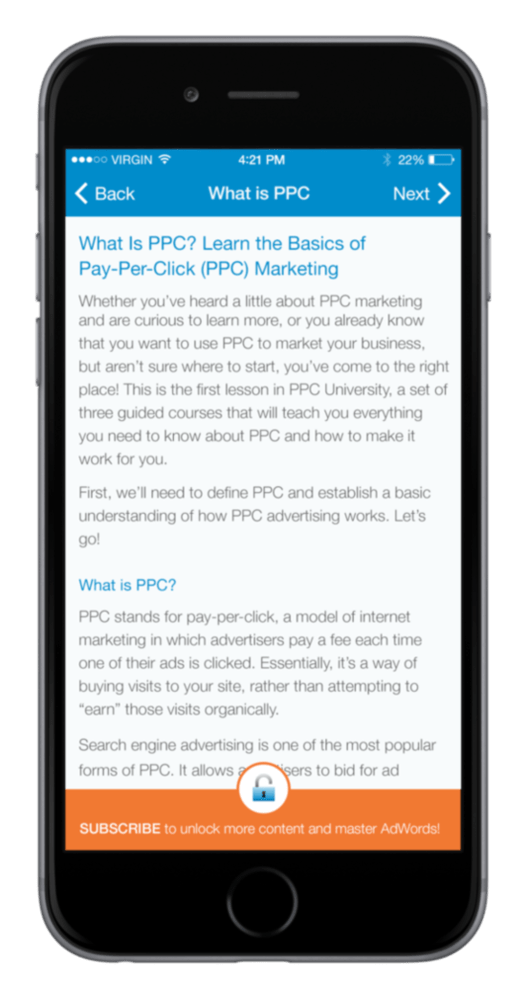 VIRGIN 4:21 PM 22%
Back What is PPC Next
What Is PPC? Learn the Basics of
Pay-Per-Click (PPC) Marketing
Whether you've heard a little about PPC marketing
and are curious to learn more, or you already know
that you want to use PPC to market your business,
but aren't sure where to start, you've come to the right
place! This is the first lesson in PPC University, a set of
three guided courses that will teach you everything
you need to know about PPC and how to make it
work for you.
First, we'll need to define PPC and establish a basic
understanding of how PPC advertising works. Let's
go!
What is PPC?
PPC stands for pay-per-click, a model of internet
marketing in which advertisers pay a fee each time
one of their ads is clicked. Essentially, it's a way of
buying visits to your site, rather than attempting to
“earn” those visits organically.
Search engine advertising is one of the most popular
forms of PPC. It allows a isers to bid for ad
SUBSCRIBE to unlock more content and master AdWords!